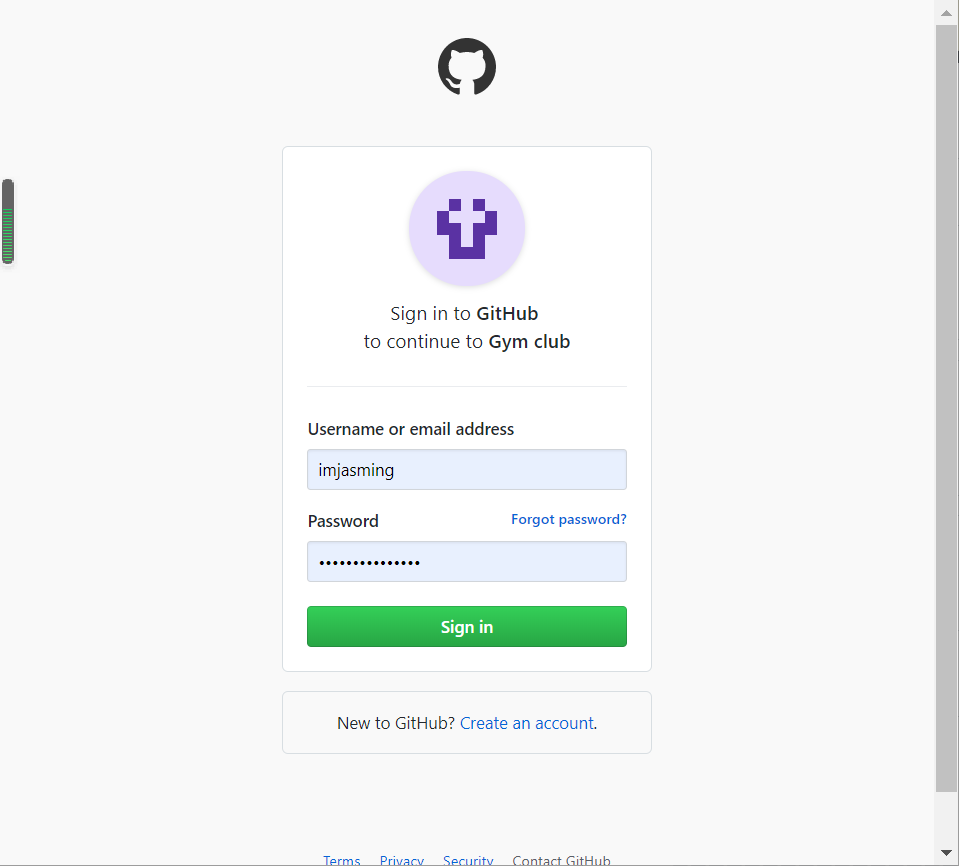 Sign in to GitHub
to continue to Gym club
Username or email address
imjasming
Password Forgot password?
••••••••••••••
Sign in
New to GitHub? Create an account.
Terms Privacy Security Contact GitHub